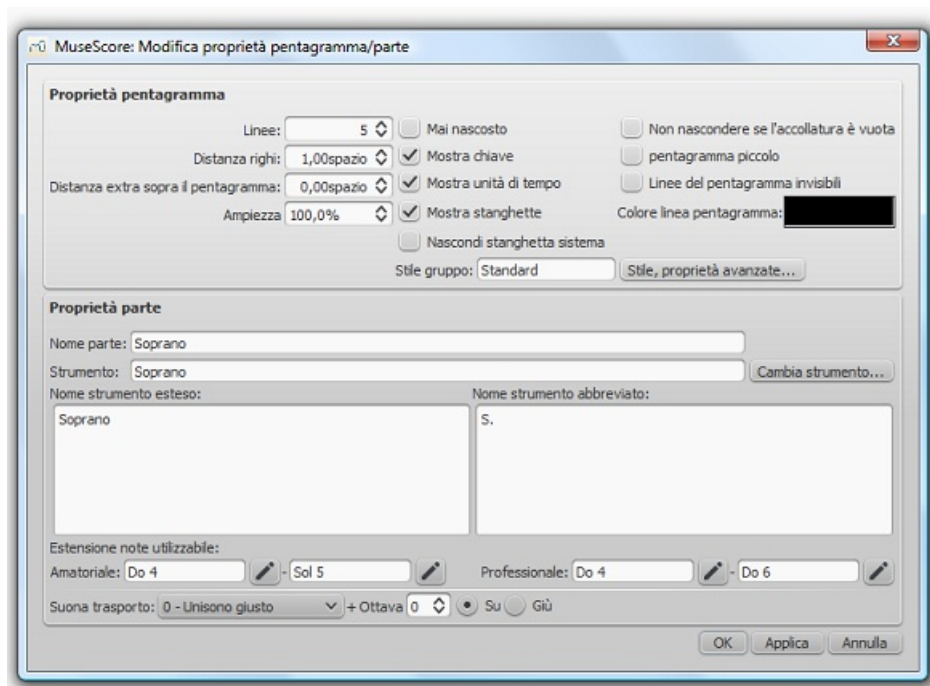 MuseScore: Modifica proprietà pentagramma/parte
Proprietà pentagramma
Linee: 5 Mai nascosto Non nascondere se l'accollatura è vuota
Distanza righi: 1,00spazio Mostra chiave pentagramma piccolo
Distanza extra sopra il pentagramma: 0,00spazio Mostra unità di tempo Linee del pentagramma invisibili
Ampiezza 100,0% Mostra stanghette Colore linea pentagramma:
Nascondi stanghetta sistema
Stile gruppo: Standard Stile, proprietà avanzate...
Proprietà parte
Nome parte: Soprano
Strumento: Soprano Cambia strumento...
Nome strumento esteso: Nome strumento abbreviato:
Soprano S.
Estensione note utilizzabile:
Amatoriale: Do 4 - Sol 5 Professionale: Do 4 - Do 6
Suona trasporto: 0 - Unisono giusto + Ottava 0 Su Giù
OK Applica Annulla